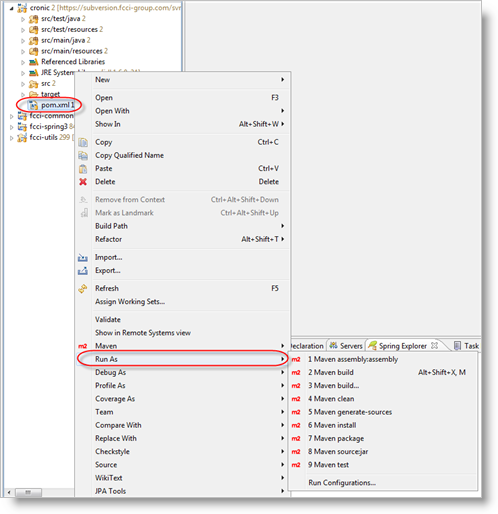 cronic 2 [https://subversion.fcci-group.com/svr
src/test/java 2
src/test/resources 2
src/main/java 2
src/main/resources 2
Referenced Libraries
JRE System
src 2
target
pom.xml 1
fcci-common
fcci-spring3 84
fcci-utils 299 [
New
Open F3
Open With
Show In Alt+Shift+W
Copy Ctrl+C
Copy Qualified Name
Paste Ctrl+V
Delete Delete
Remove from Context Ctrl+Alt+Shift+Down
Mark as Landmark Ctrl+Alt+Shift+Up
Build Path
Refactor Alt+Shift+T
Import...
Export...
Refresh F5
Assign Working Sets...
Validate
Show in Remote Systems view
m2 Maven
Run As
Debug As
Profile As
Coverage As
Team
Compare With
Replace With
Checkstyle
Source
WikiText
JPA Tools
Declaration Servers Spring Explorer Task
m2 1 Maven assembly:assembly
m2 2 Maven build Alt+Shift+X, M
m2 3 Maven build...
m2 4 Maven clean
m2 5 Maven generate-sources
m2 6 Maven install
m2 7 Maven package
m2 8 Maven source:jar
m2 9 Maven test
Run Configurations...